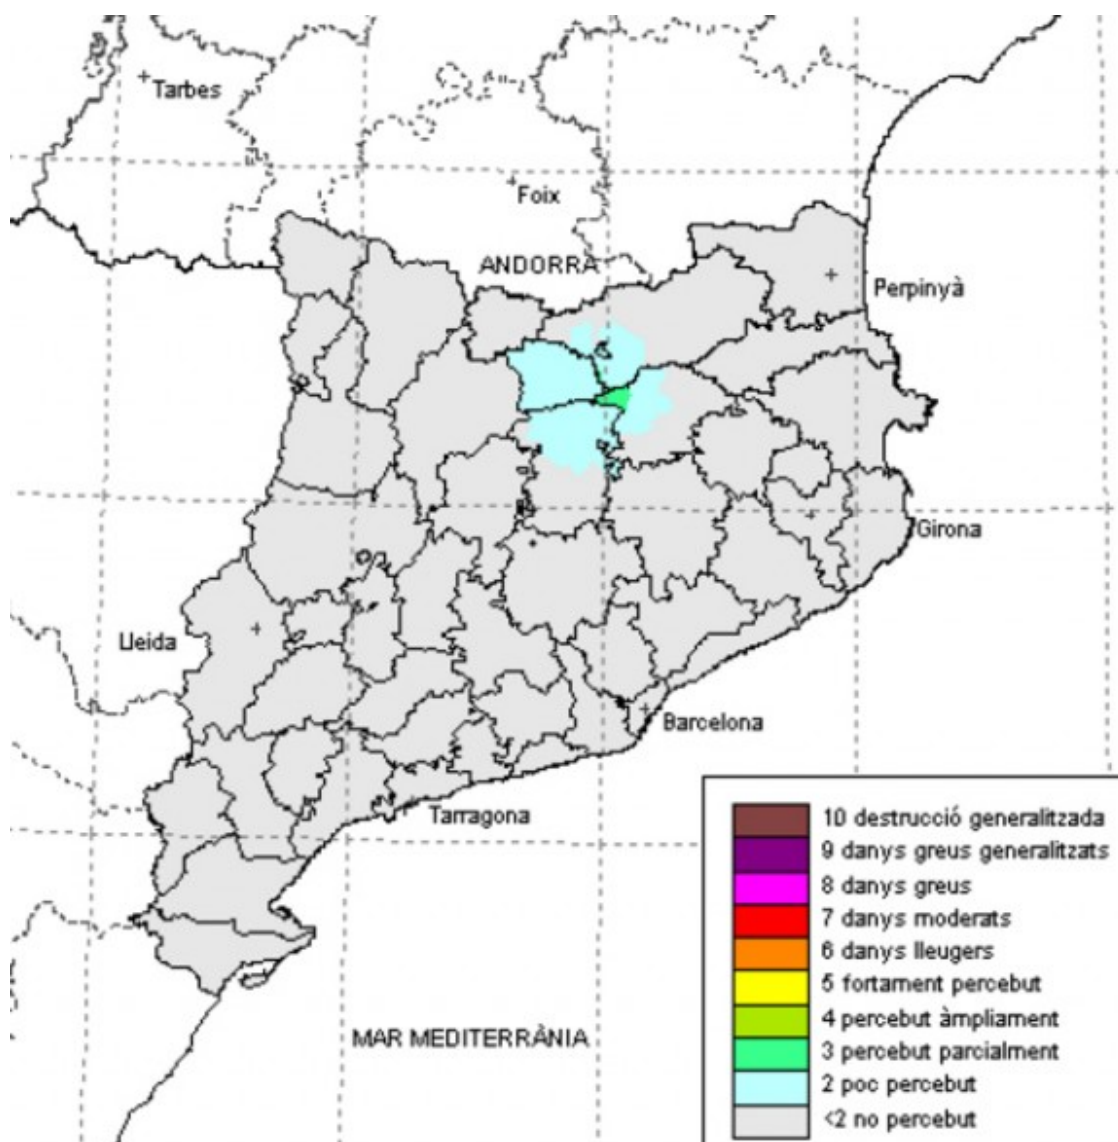 Tarbes
Foix
ANDORRA
Perpinyà
Girona
Lleida
Barcelona
Tarragona
MAR MEDITERRÀNIA
10 destrucció generalitzada
9 danys greus generalitzats
8 danys greus
7 danys moderats
6 danys lleugers
5 fortament percebut
4 percebut àmpliament
3 percebut parcialment
2 poc percebut
<2 no percebut